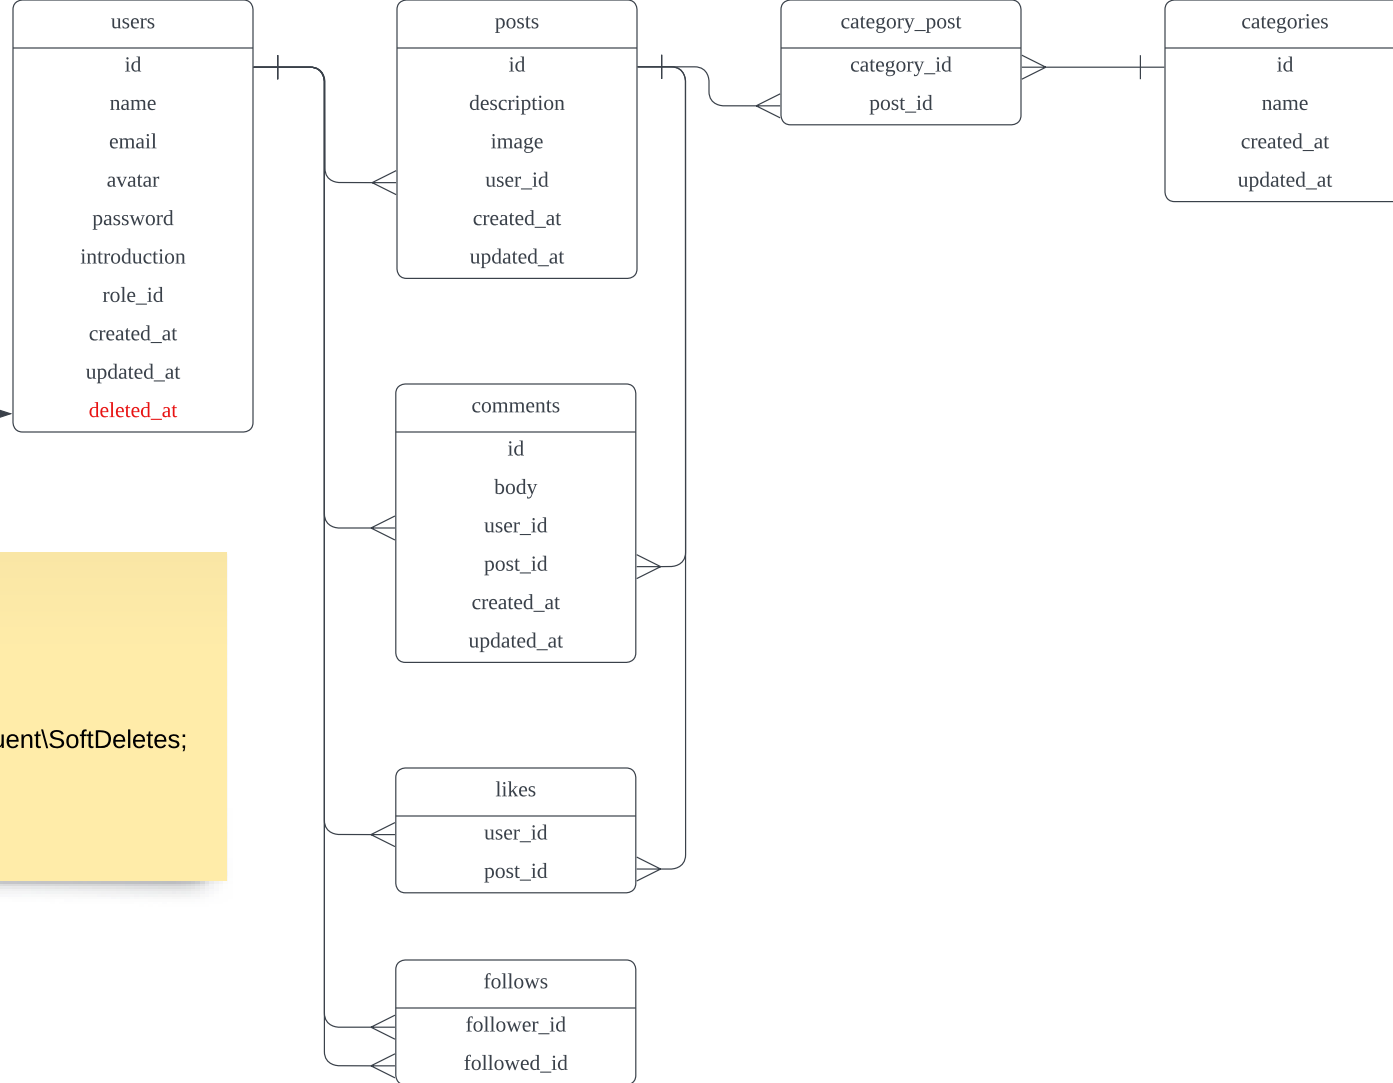 users
id
name
email
avatar
password
introduction
role_id
created_at
updated_at
deleted_at
posts
id
description
image
user_id
created_at
updated_at
category_post
category_id
post_id
categories
id
name
created_at
updated_at
comments
id
body
user_id
post_id
created_at
updated_at
uent\SoftDeletes;
likes
user_id
post_id
follows
follower_id
followed_id